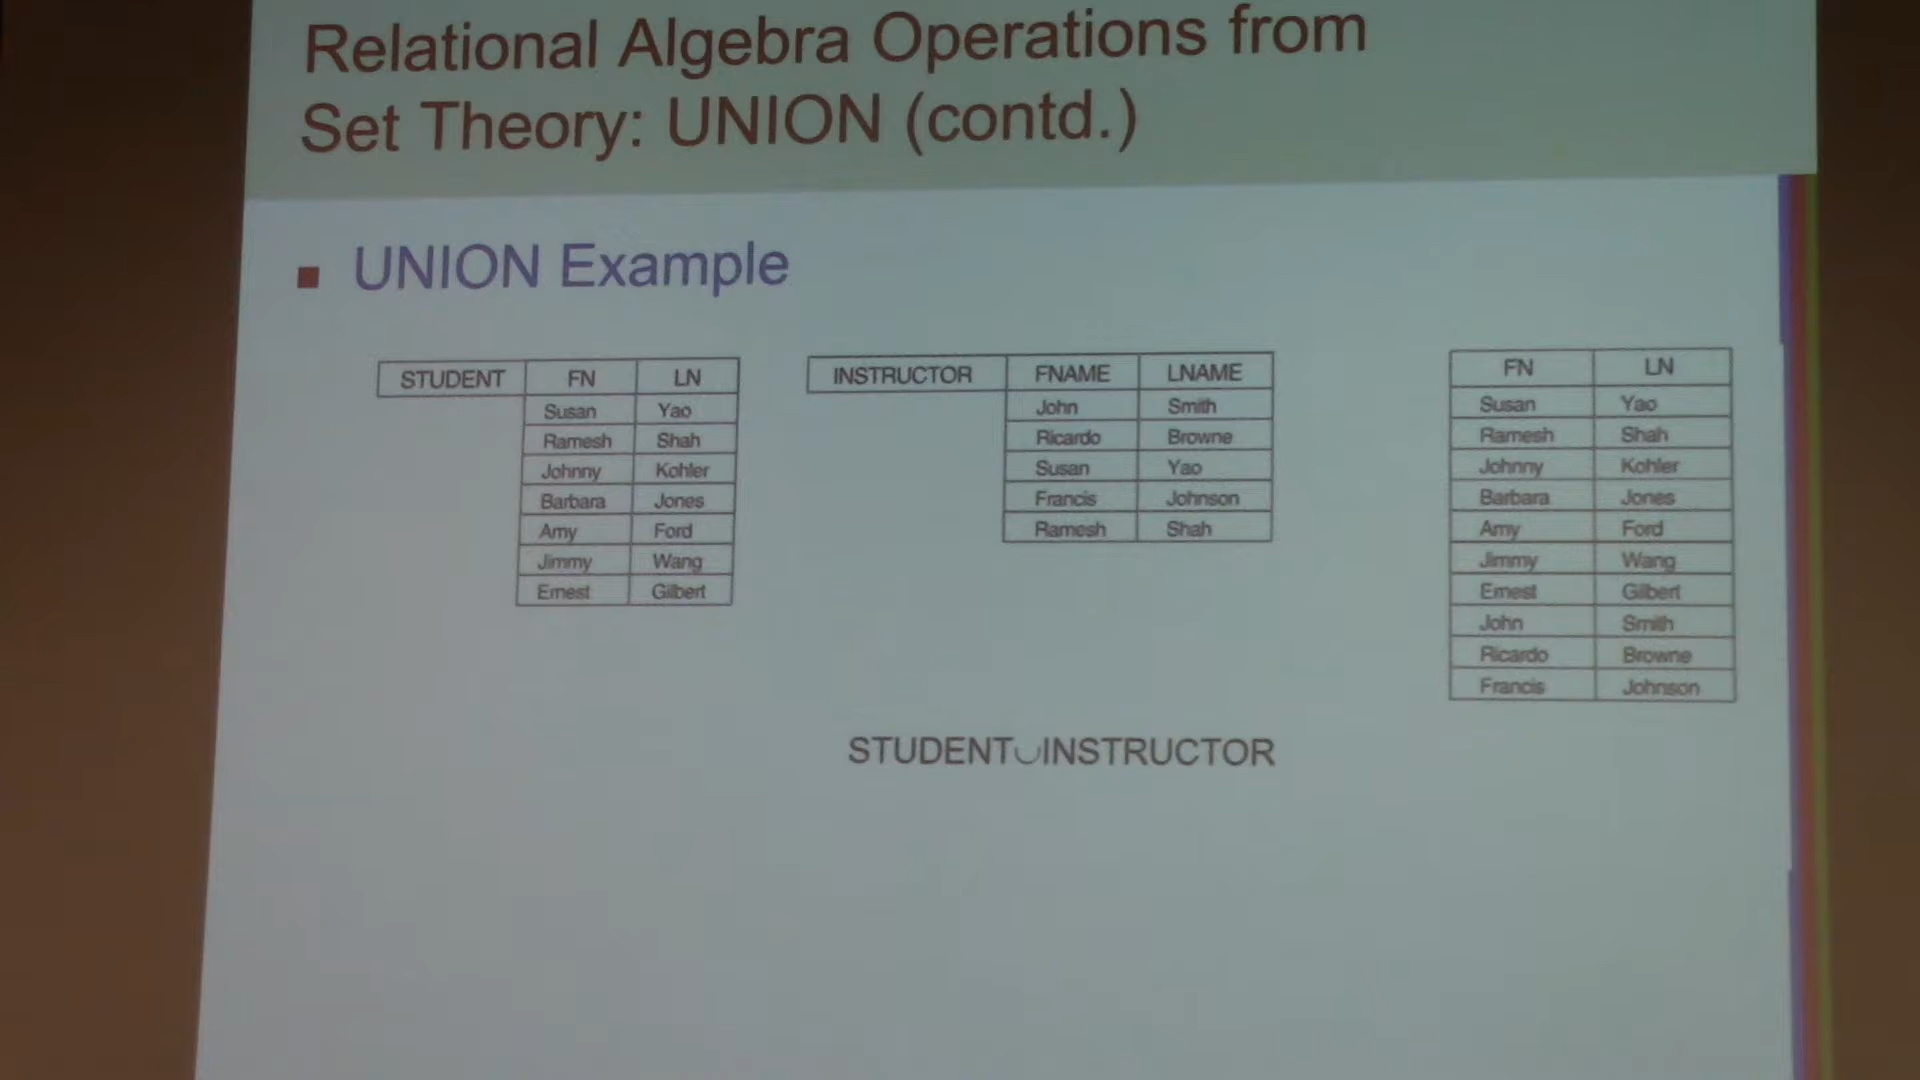 Relational Algebra Operations from
Set Theory: UNION (contd.)
UNION Example
STUDENT FN LN
Susan Yao
Ramesh Shah
Johnny Kohler
Barbara Jones
Amy Ford
Jimmy Wang
Ernest Gilbert
INSTRUCTOR FNAME LNAME
John Smith
Ricardo Browne
Susan Yao
Francis Johnson
Ramesh Shah
FN LN
Susan Yao
Ramesh Shah
Johnny Kohler
Barbara Jones
Amy Ford
Jimmy Wang
Ernest Gilbert
John Smith
Ricardo Browne
Francis Johnson
STUDENT∪INSTRUCTOR